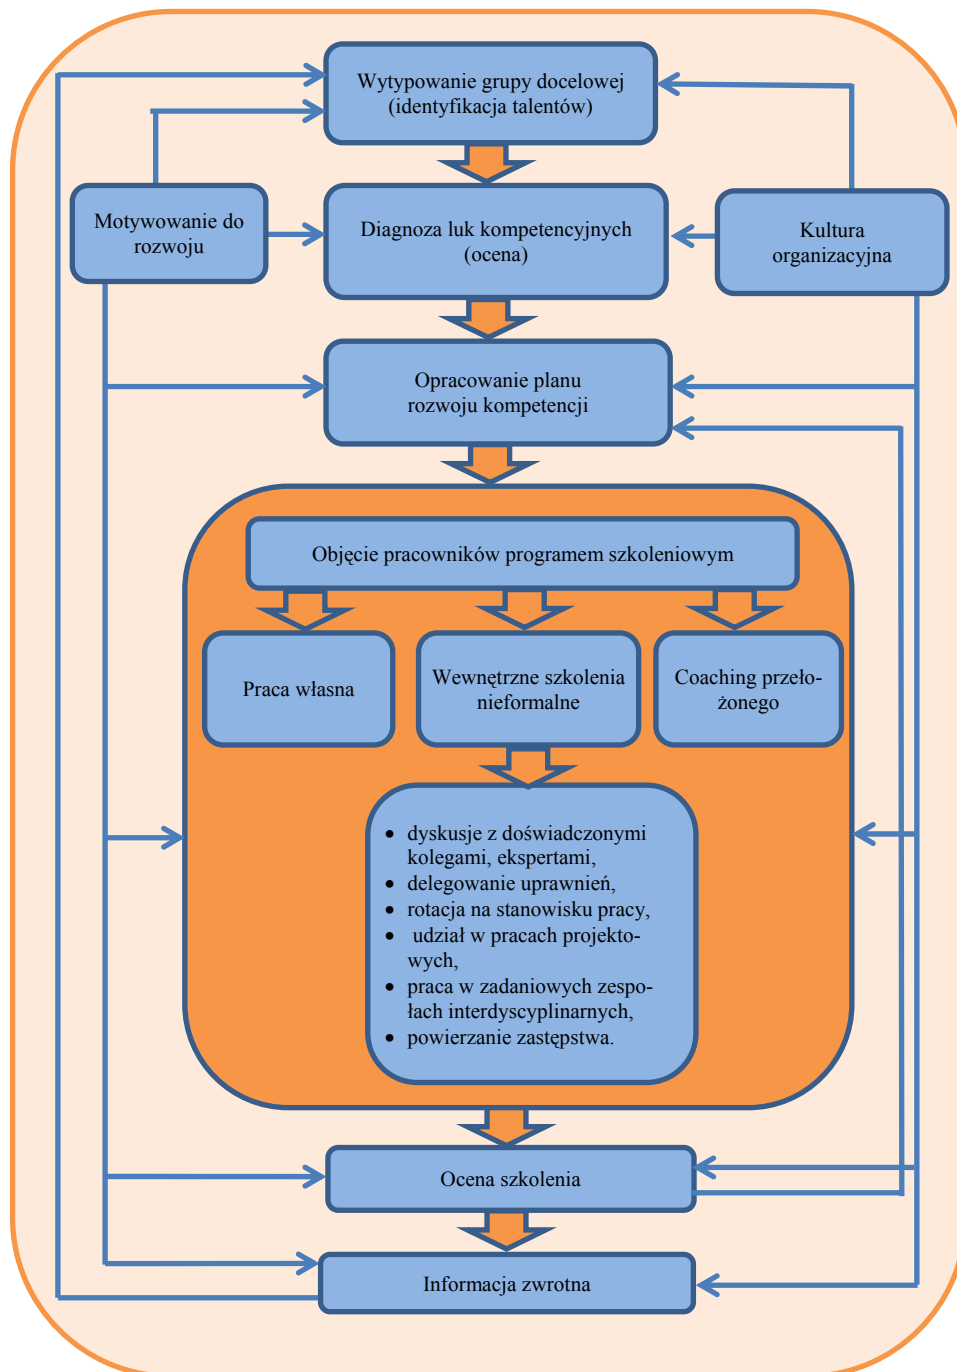 Wytypowanie grupy docelowej
(identyfikacja talentów)
Motywowanie do
rozwoju
Diagnoza luk kompetencyjnych
(ocena)
Kultura
organizacyjna
Opracowanie planu
rozwoju kompetencji
Objęcie pracowników programem szkoleniowym
Praca własna
Wewnętrzne szkolenia
nieformalne
Coaching przeło-
żonego
• dyskusje z doświadczonymi
kolegami, ekspertami,
• delegowanie uprawnień,
• rotacja na stanowisku pracy,
• udział w pracach projekto-
wych,
• praca w zadaniowych zespo-
łach interdyscyplinarnych,
• powierzanie zastępstwa.
Ocena szkolenia
Informacja zwrotna